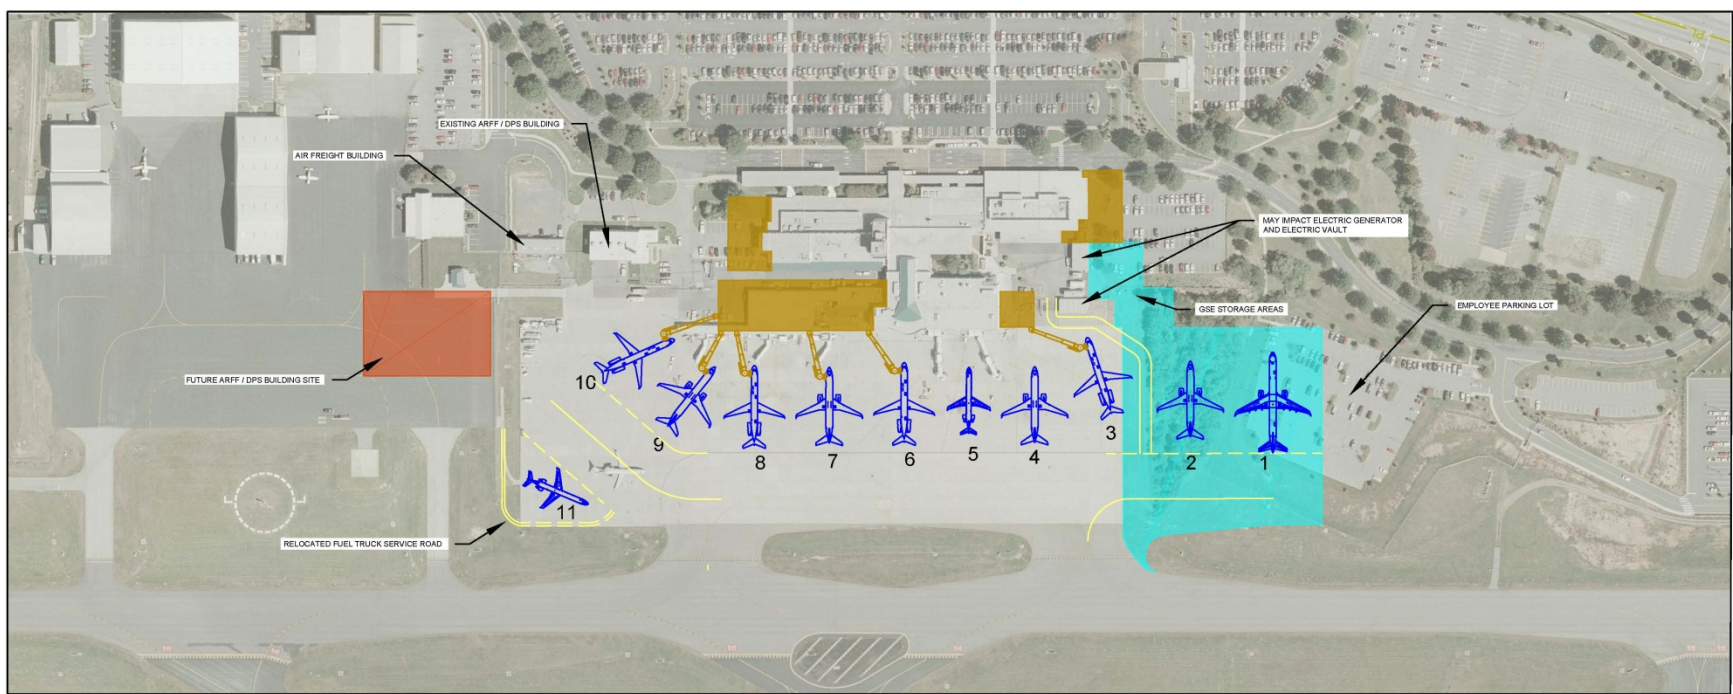 PL
EXISTING ARFF / DPS BUILDING
AIR FREIGHT BUILDING
MAY IMPACT ELECTRIC GENERATOR
AND ELECTRIC VAULT
GSE STORAGE AREAS
EMPLOYEE PARKING LOT
FUTURE ARFF / DPS BUILDING SITE
10
9
8
7
6
5
4
3
2
1
11
RELOCATED FUEL TRUCK SERVICE ROAD